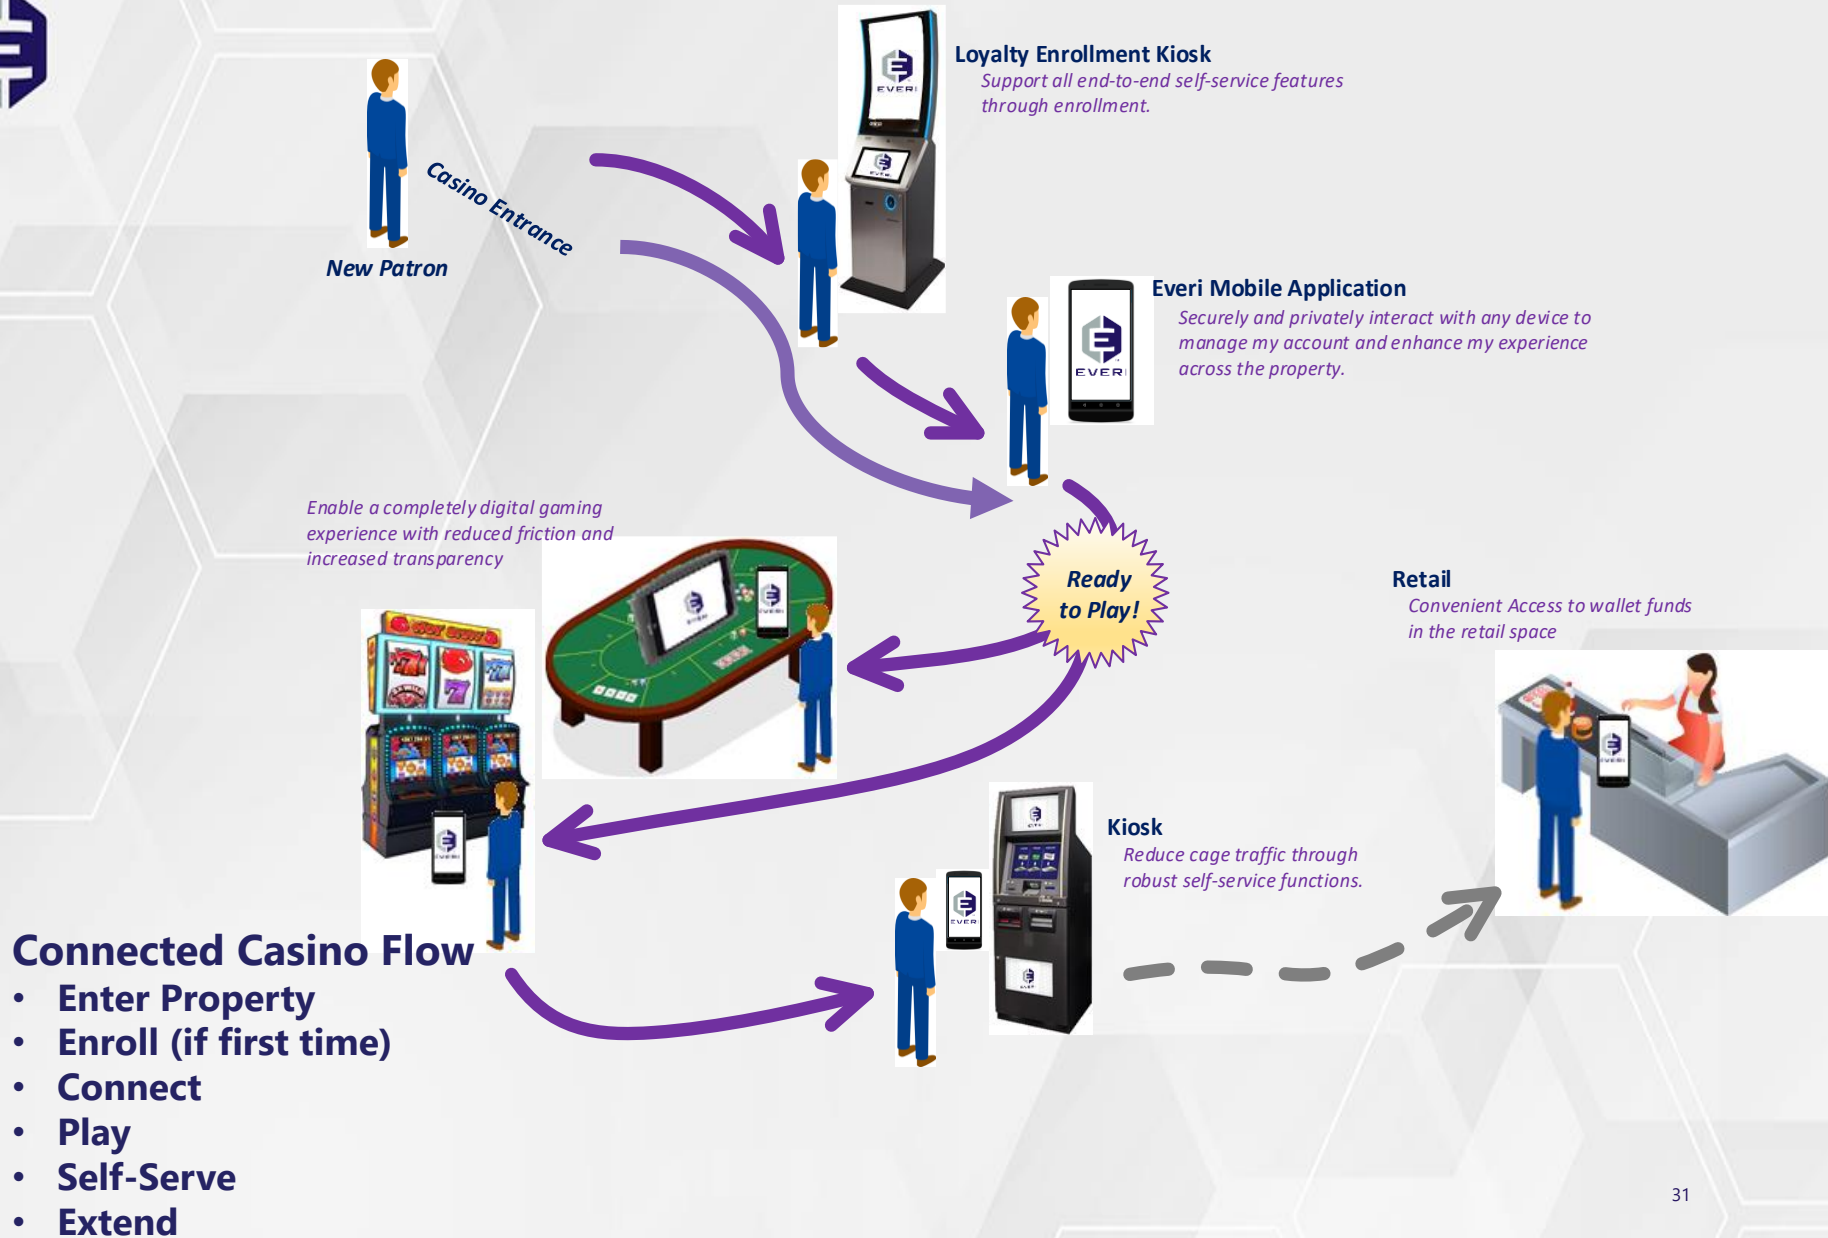 Loyalty Enrollment Kiosk
Support all end-to-end self-service features
through enrollment.
EVERI
EVERI
Casino Entrance
New Patron
Everi Mobile Application
Securely and privately interact with any device to
manage my account and enhance my experience
across the property.
EVERI
Enable a completely digital gaming
experience with reduced friction and
increased transparency
Ready
to Play!
Retail
Convenient Access to wallet funds
in the retail space
Kiosk
Reduce cage traffic through
robust self-service functions.
EVERI
Connected Casino Flow
• Enter Property
• Enroll (if first time)
• Connect
• Play
• Self-Serve
• Extend
31